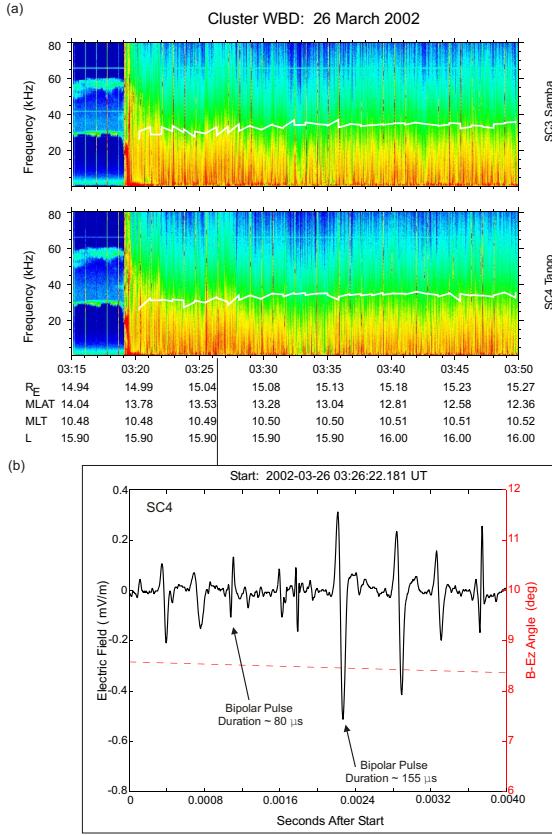 (a)
Cluster WBD: 26 March 2002
80
60
40
20
Frequency (kHz)
SC3 Samba
80
60
40
20
Frequency (kHz)
SC4 Tango
03:15 03:20 03:25 03:30 03:35 03:40 03:45 03:50
RE 14.94 14.99 15.04 15.08 15.13 15.18 15.23 15.27
MLAT 14.04 13.78 13.53 13.28 13.04 12.81 12.58 12.36
MLT 10.48 10.48 10.49 10.50 10.50 10.51 10.51 10.52
L 15.90 15.90 15.90 15.90 15.90 16.00 16.00 16.00
(b)
Start: 2002-03-26 03:26:22.181 UT
SC4
0.4
0.2
0
-0.2
-0.4
-0.6
-0.8
Electric Field ( mV/m)
12
11
10
9
8
7
6
B-Ez Angle (deg)
Bipolar Pulse
Duration ~ 80 μs
Bipolar Pulse
Duration ~ 155 μs
0 0.0008 0.0016 0.0024 0.0032 0.0040
Seconds After Start